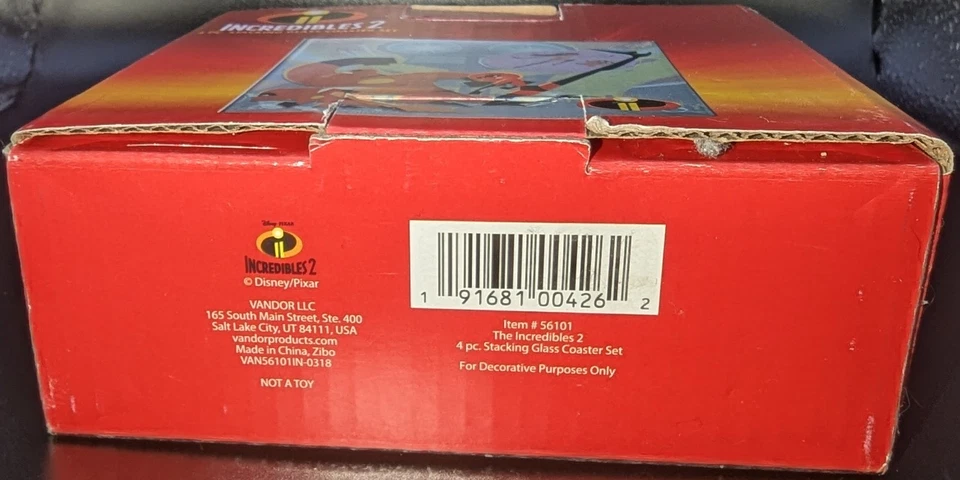 INCREDIBLES 2
Disney PIXAR
INCREDIBLES 2
© Disney/Pixar
VANDOR LLC
165 South Main Street, Ste. 400
Salt Lake City, UT 84111, USA
vandorproducts.com
Made in China, Zibo
VAN56101IN-0318
NOT A TOY
1 91681 00426 2
Item # 56101
The Incredibles 2
4 pc. Stacking Glass Coaster Set
For Decorative Purposes Only